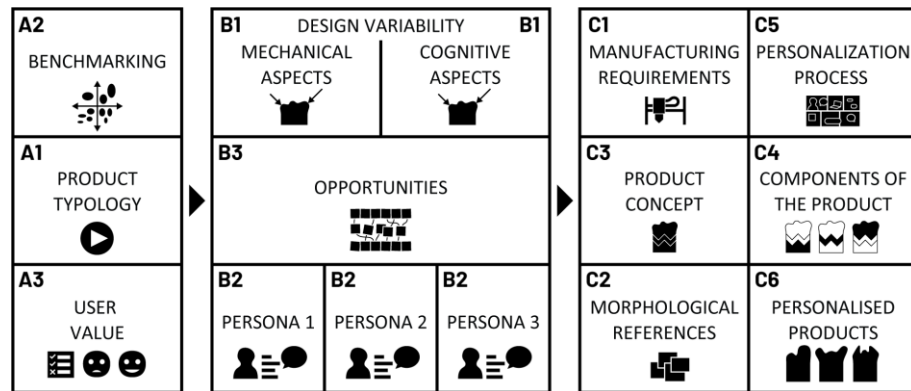 A2
BENCHMARKING
A1
PRODUCT
TYPOLOGY
A3
USER
VALUE
B1
DESIGN VARIABILITY
B1
MECHANICAL
ASPECTS
COGNITIVE
ASPECTS
B3
OPPORTUNITIES
B2
PERSONA 1
B2
PERSONA 2
B2
PERSONA 3
C1
MANUFACTURING
REQUIREMENTS
C5
PERSONALIZATION
PROCESS
C3
PRODUCT
CONCEPT
C4
COMPONENTS OF
THE PRODUCT
C2
MORPHOLOGICAL
REFERENCES
C6
PERSONALISED
PRODUCTS